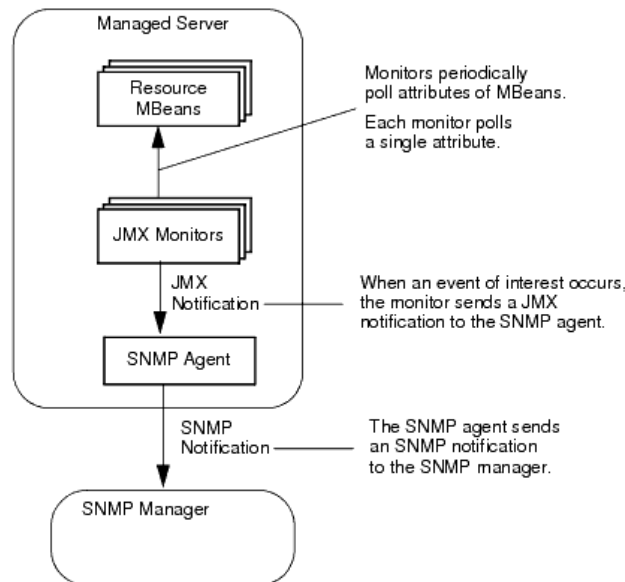 Managed Server
Resource
MBeans
Monitors periodically
poll attributes of MBeans.
Each monitor polls
a single attribute.
JMX Monitors
JMX
Notification
When an event of interest occurs,
the monitor sends a JMX
notification to the SNMP agent.
SNMP Agent
SNMP
Notification
The SNMP agent sends
an SNMP notification
to the SNMP manager.
SNMP Manager